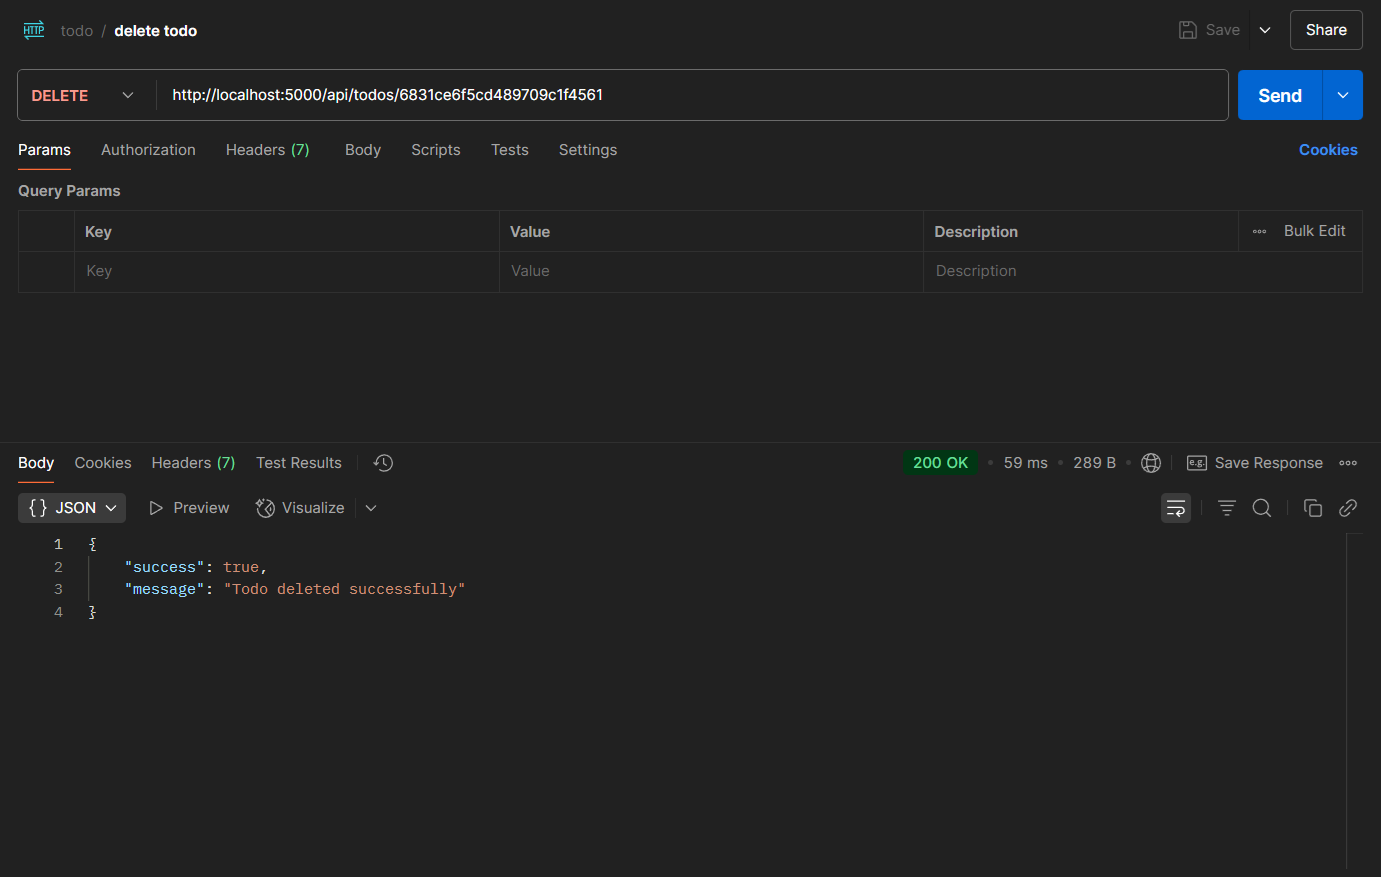 HTTP todo / delete todo Save Share
DELETE http://localhost:5000/api/todos/6831ce6f5cd489709c1f4561 Send
Params Authorization Headers (7) Body Scripts Tests Settings Cookies
Query Params
Key Value Description Bulk Edit
Key Value Description
Body Cookies Headers (7) Test Results 200 OK • 59 ms • 289 B • e.g. Save Response
{} JSON Preview Visualize
1 {
2 "success": true,
3 "message": "Todo deleted successfully"
4 }